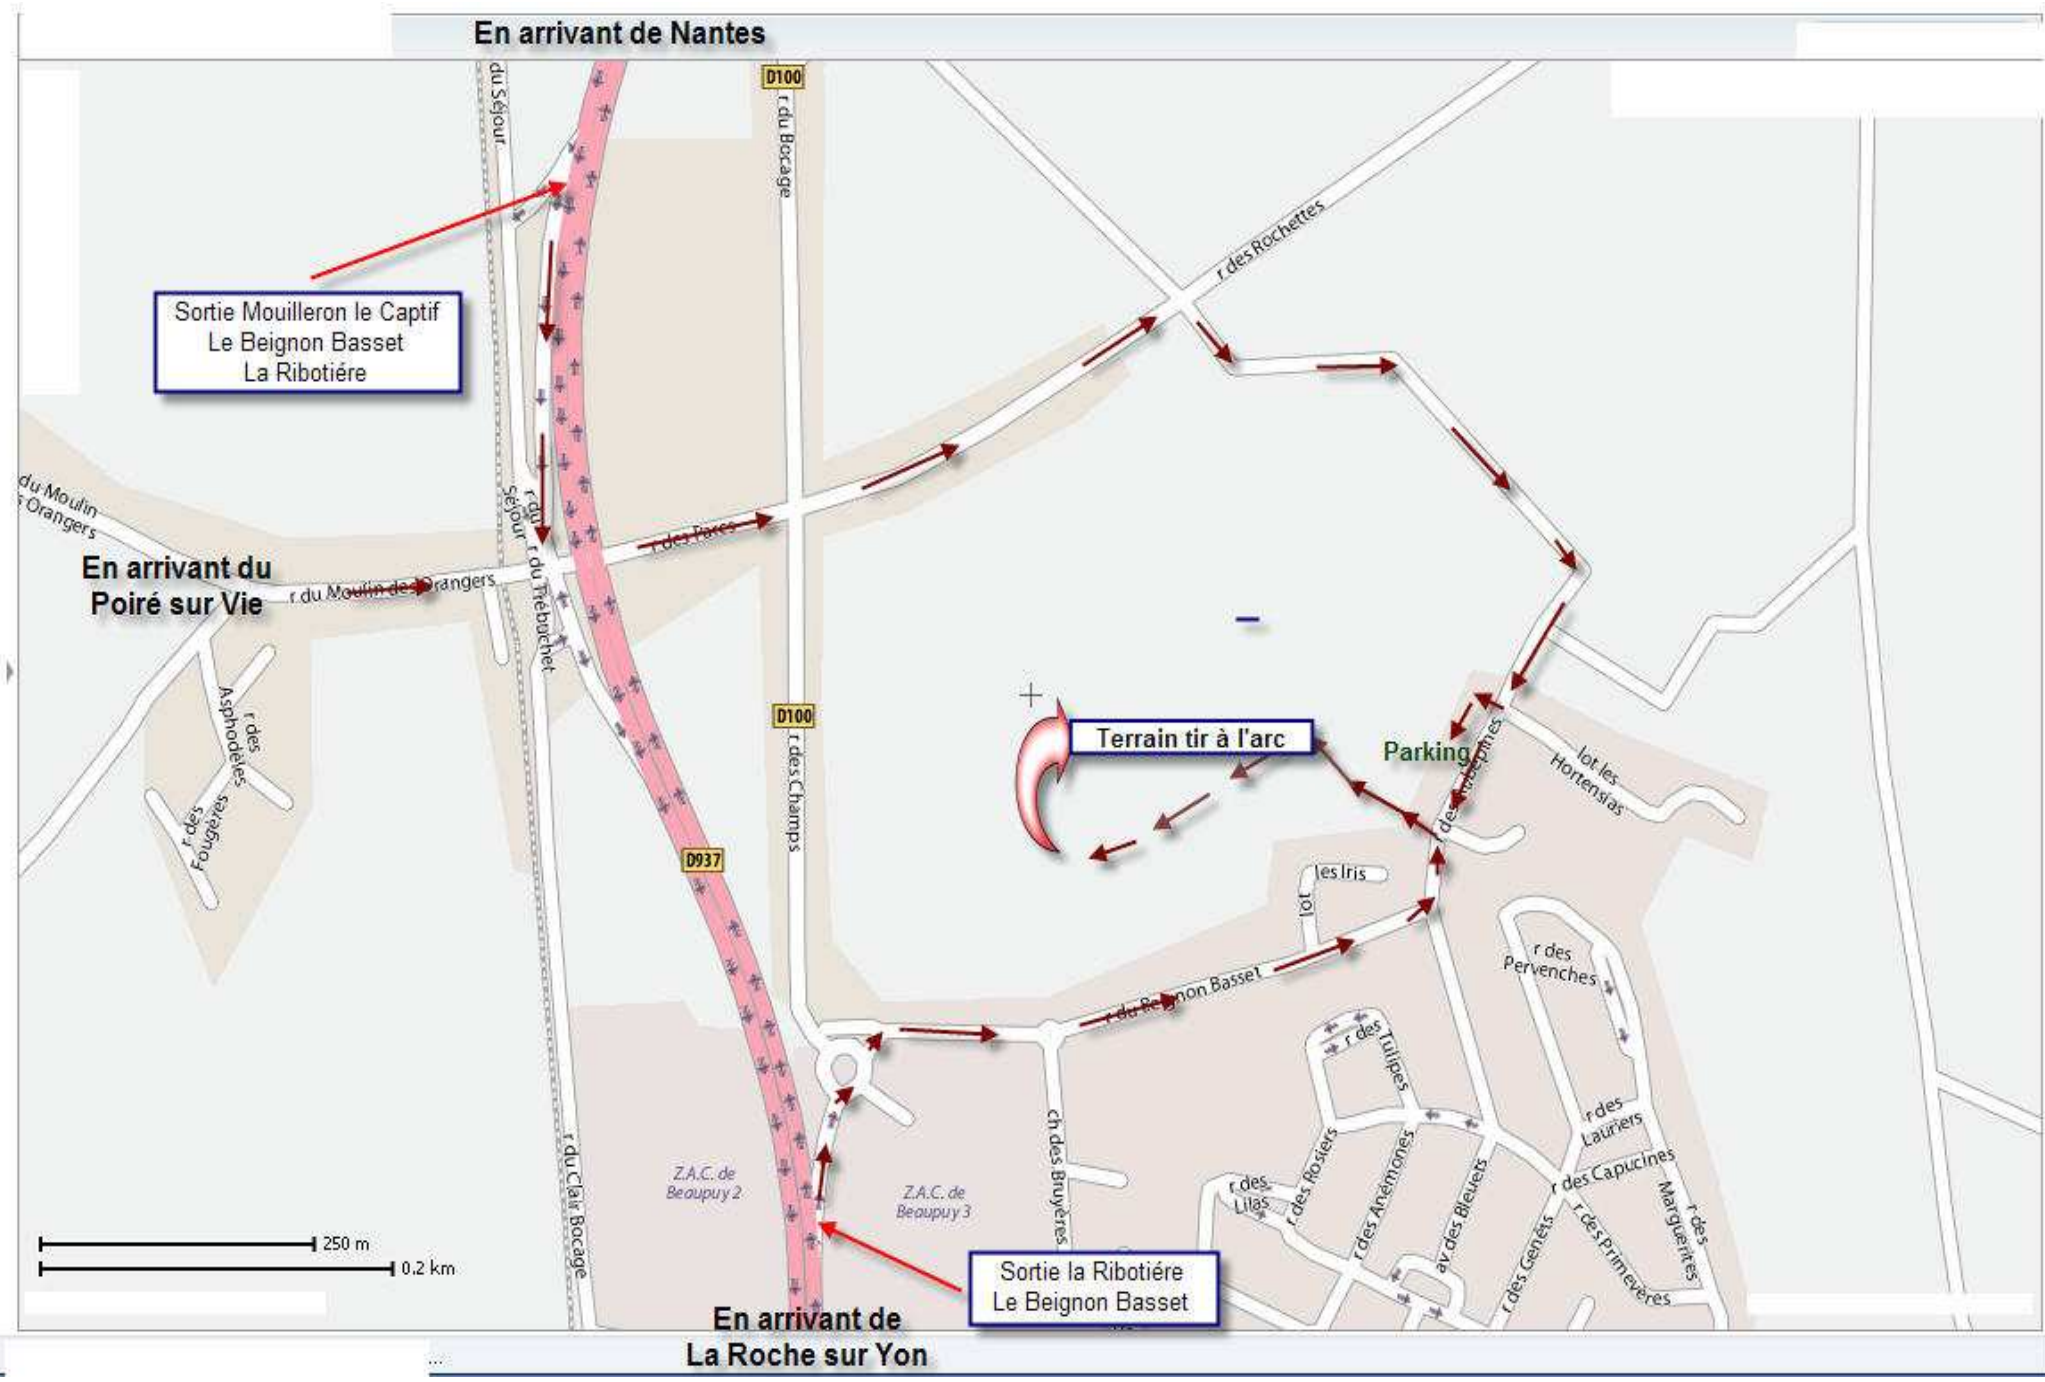 En arrivant de Nantes
du Séjour
D100
r du Bocage
r des Rochettes
Sortie Mouilleron le Captif
Le Beignon Basset
La Ribotiére
du Moulin
Orangers
r du
Séjour
r des Parcs
En arrivant du
Poiré sur Vie
r du Moulin des Orangers
r du Trébuchet
r des
Asphodèles
r des
Fougères
D100
r des Champs
Terrain tir à l'arc
Parking
r des Aubépines
lot les
Hortensias
D937
les Iris
lot
r des
Pervenches
r du Beignon Basset
r des
Tulipes
r des
Lauriers
r des Capucines
ch des Bruyères
r du Clair Bocage
Z.A.C. de
Beaupuy 2
Z.A.C. de
Beaupuy 3
r des
Lilas
r des Rosiers
r des Anémones
av des Bleuets
r des Genêts
r des Primevères
r des
Marguerites
250 m
0.2 km
Sortie la Ribotiére
Le Beignon Basset
En arrivant de
La Roche sur Yon
...